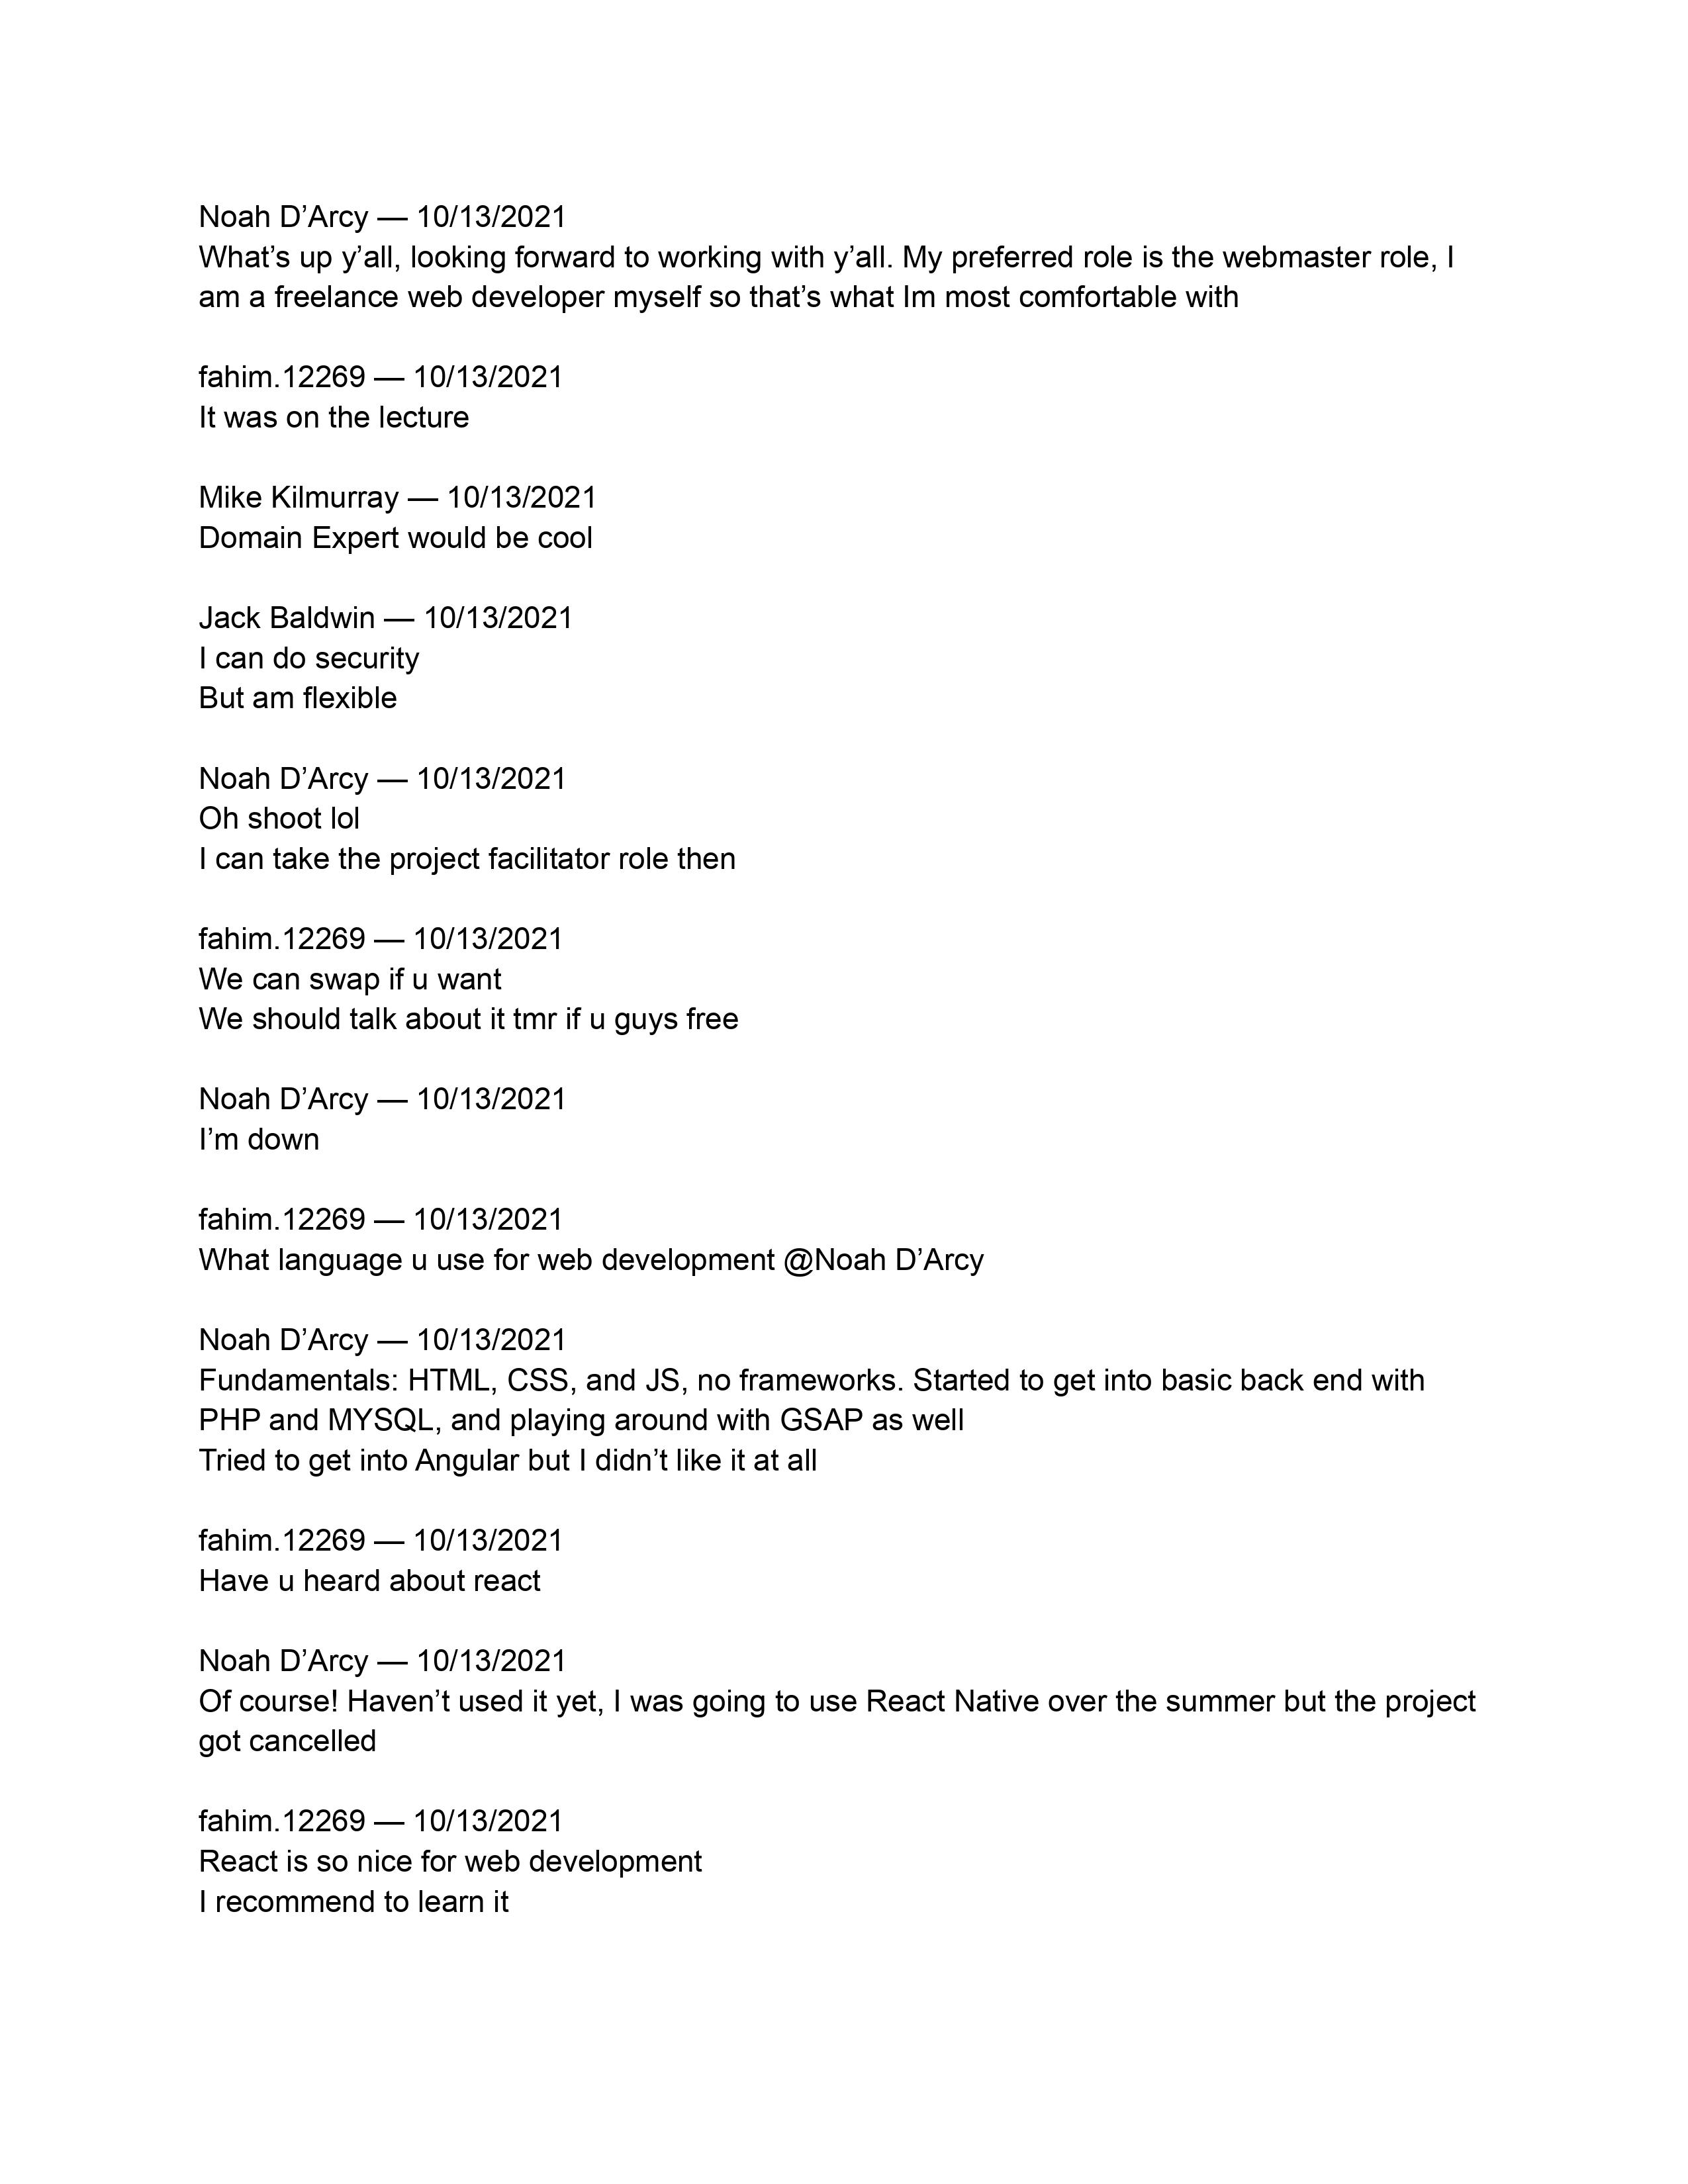 Noah D’Arcy — 10/13/2021
What’s up y’all, looking forward to working with y’all. My preferred role is the webmaster role, I
am a freelance web developer myself so that’s what Im most comfortable with
fahim.12269 — 10/13/2021
It was on the lecture
Mike Kilmurray — 10/13/2021
Domain Expert would be cool
Jack Baldwin — 10/13/2021
I can do security
But am flexible
Noah D’Arcy — 10/13/2021
Oh shoot lol
I can take the project facilitator role then
fahim.12269 — 10/13/2021
We can swap if u want
We should talk about it tmr if u guys free
Noah D’Arcy — 10/13/2021
I’m down
fahim.12269 — 10/13/2021
What language u use for web development @Noah D’Arcy
Noah D’Arcy — 10/13/2021
Fundamentals: HTML, CSS, and JS, no frameworks. Started to get into basic back end with
PHP and MYSQL, and playing around with GSAP as well
Tried to get into Angular but I didn’t like it at all
fahim.12269 — 10/13/2021
Have u heard about react
Noah D’Arcy — 10/13/2021
Of course! Haven’t used it yet, I was going to use React Native over the summer but the project
got cancelled
fahim.12269 — 10/13/2021
React is so nice for web development
I recommend to learn it